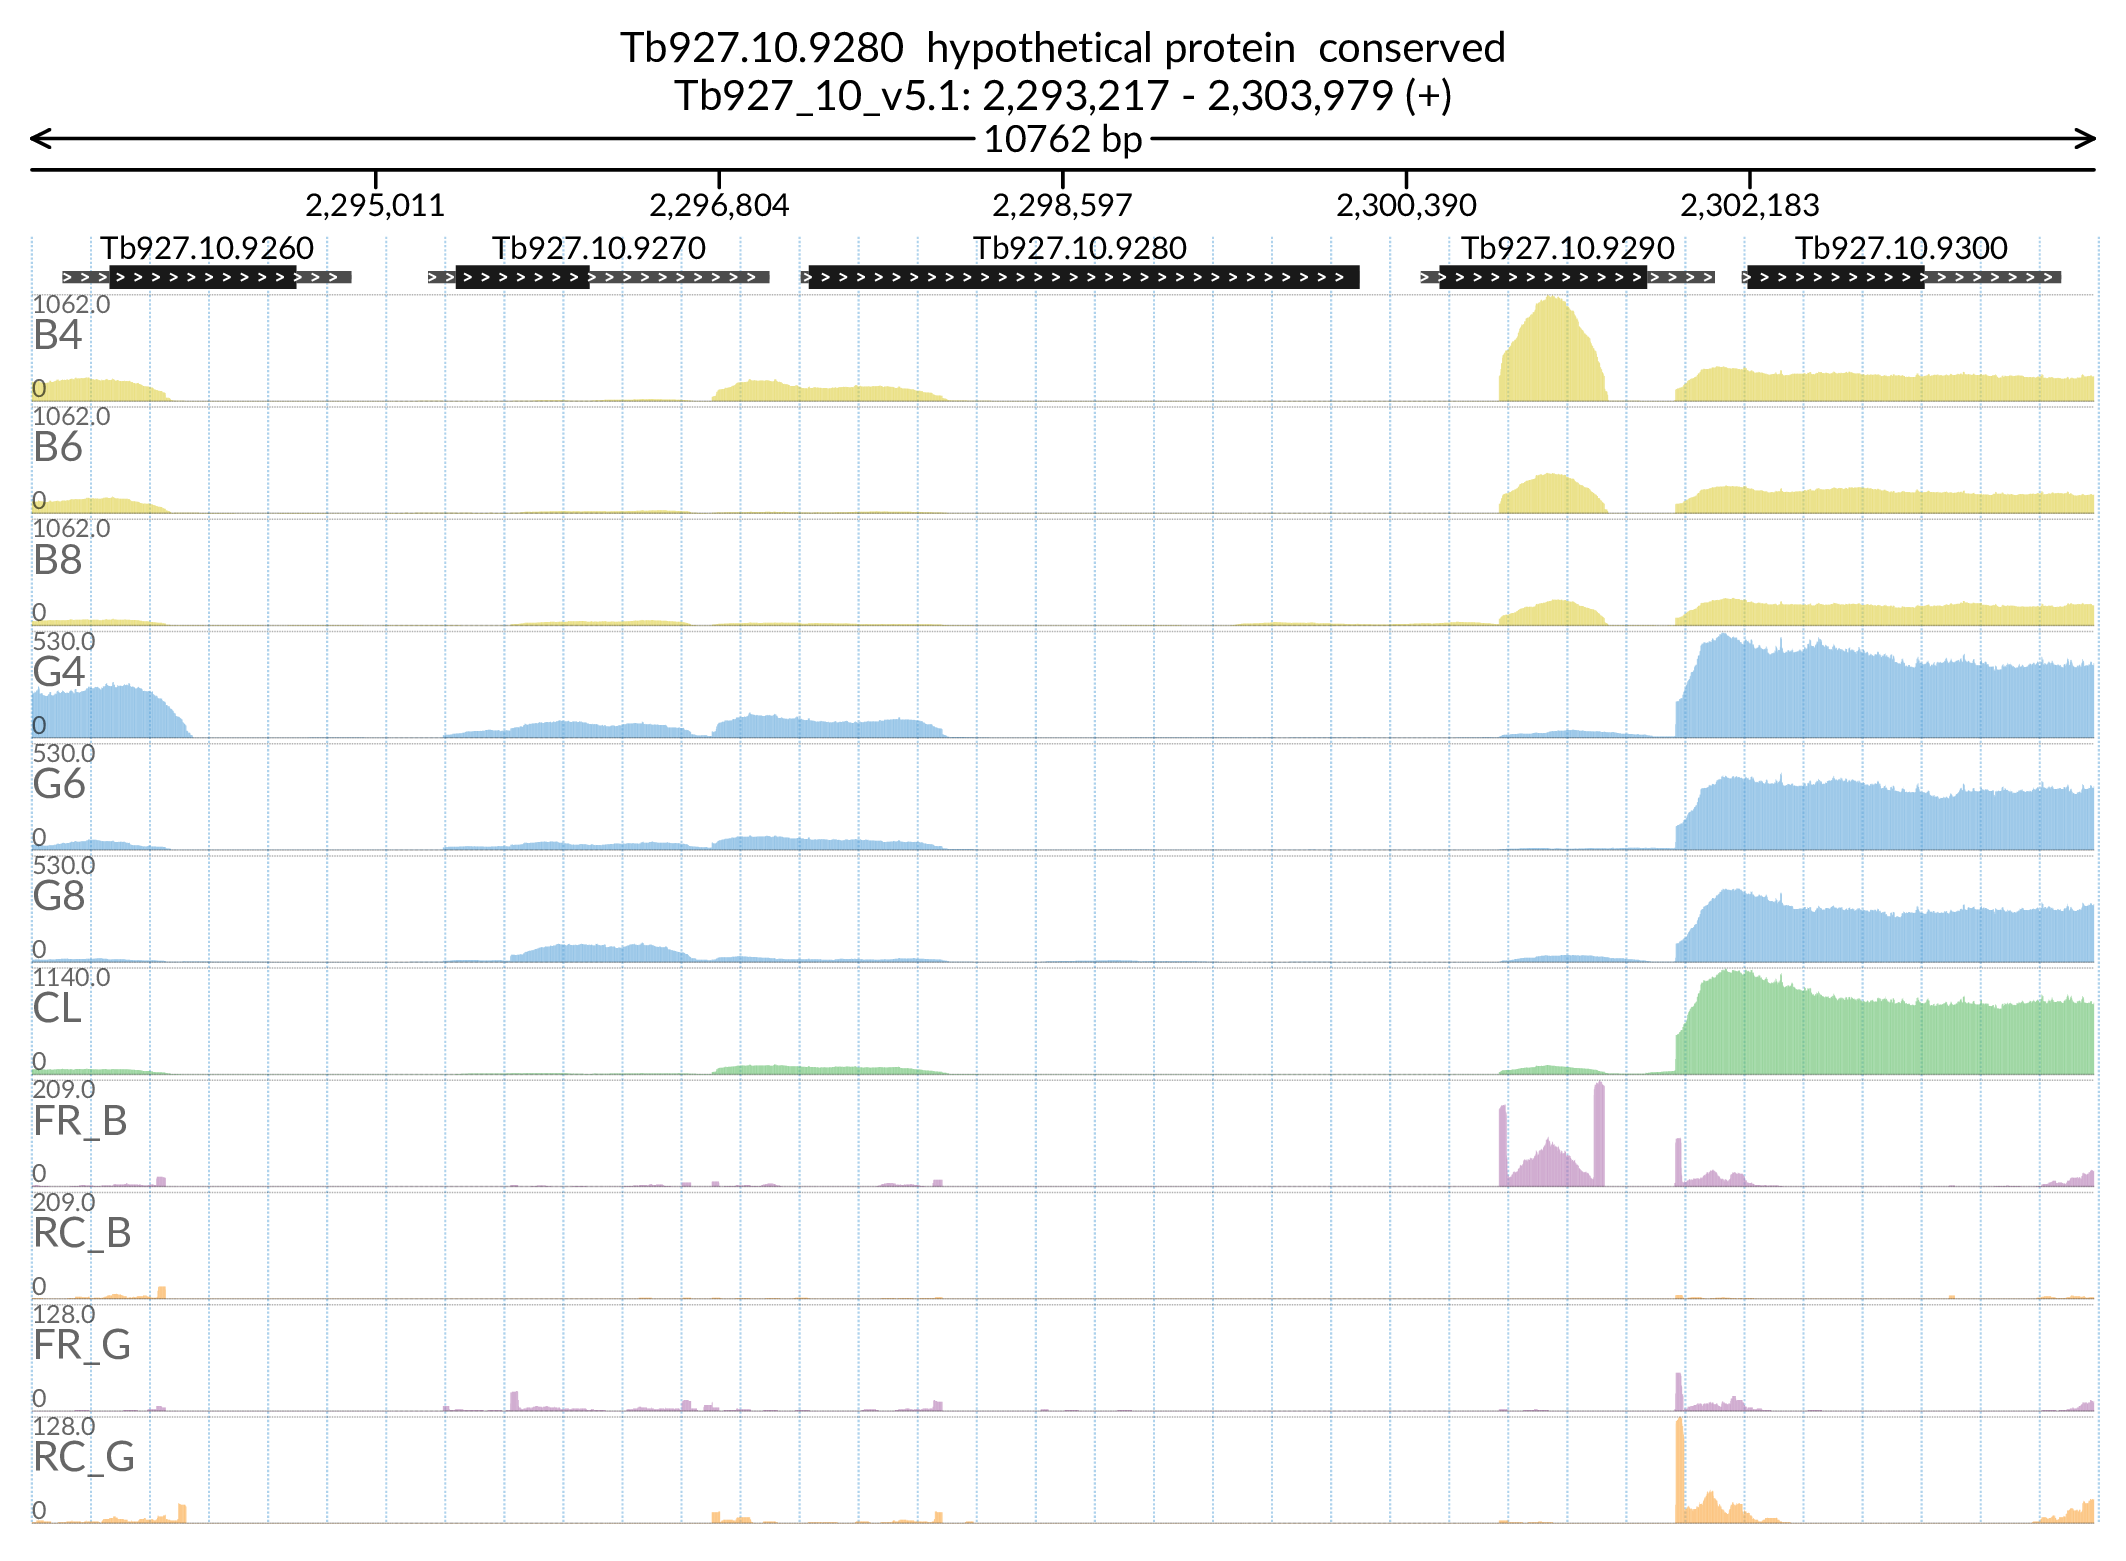 Tb927.10.9280 hypothetical protein conserved
Tb927_10_v5.1: 2,293,217 - 2,303,979 (+)
10762 bp
2,295,011 2,296,804 2,298,597 2,300,390 2,302,183
Tb927.10.9260 Tb927.10.9270 Tb927.10.9280 Tb927.10.9290 Tb927.10.9300
1062.0
B4
0
1062.0
B6
0
1062.0
B8
0
530.0
G4
0
530.0
G6
0
530.0
G8
0
1140.0
CL
0
209.0
FR_B
0
209.0
RC_B
0
128.0
FR_G
0
128.0
RC_G
0